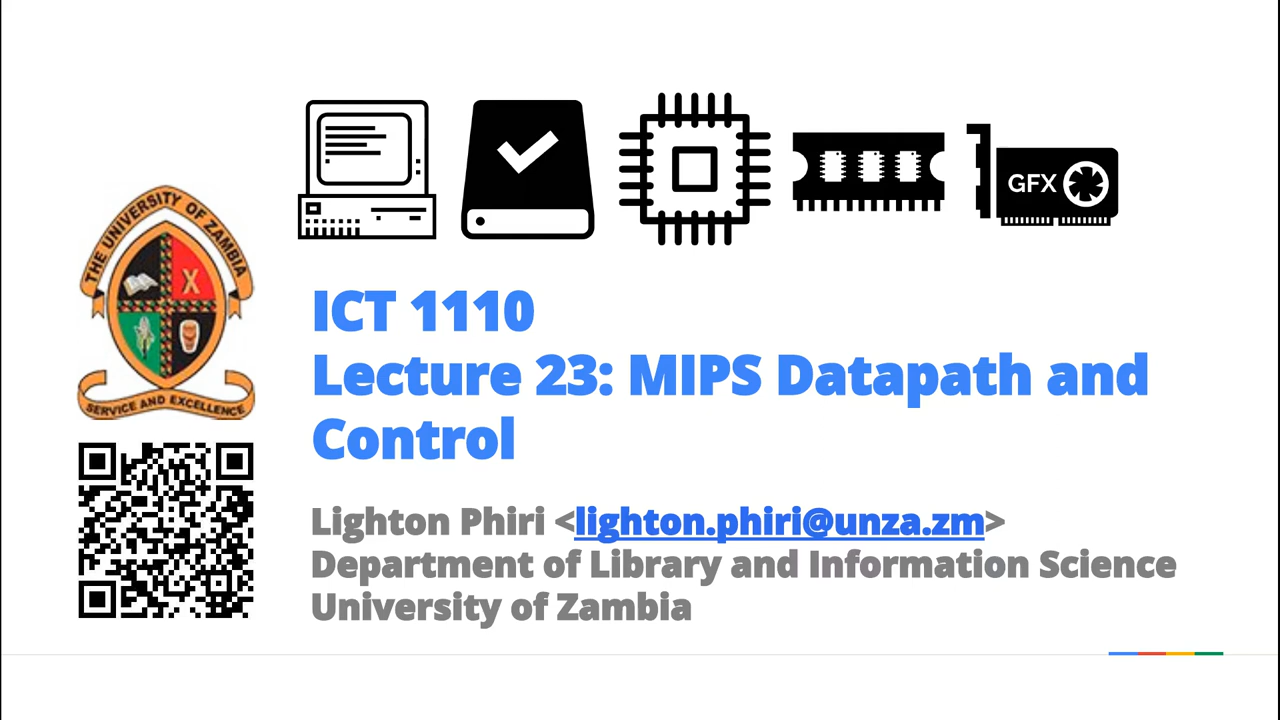 GFX
THE UNIVERSITY OF ZAMBIA
SERVICE AND EXCELLENCE
ICT 1110
Lecture 23: MIPS Datapath and
Control
Lighton Phiri <lighton.phiri@unza.zm>
Department of Library and Information Science
University of Zambia